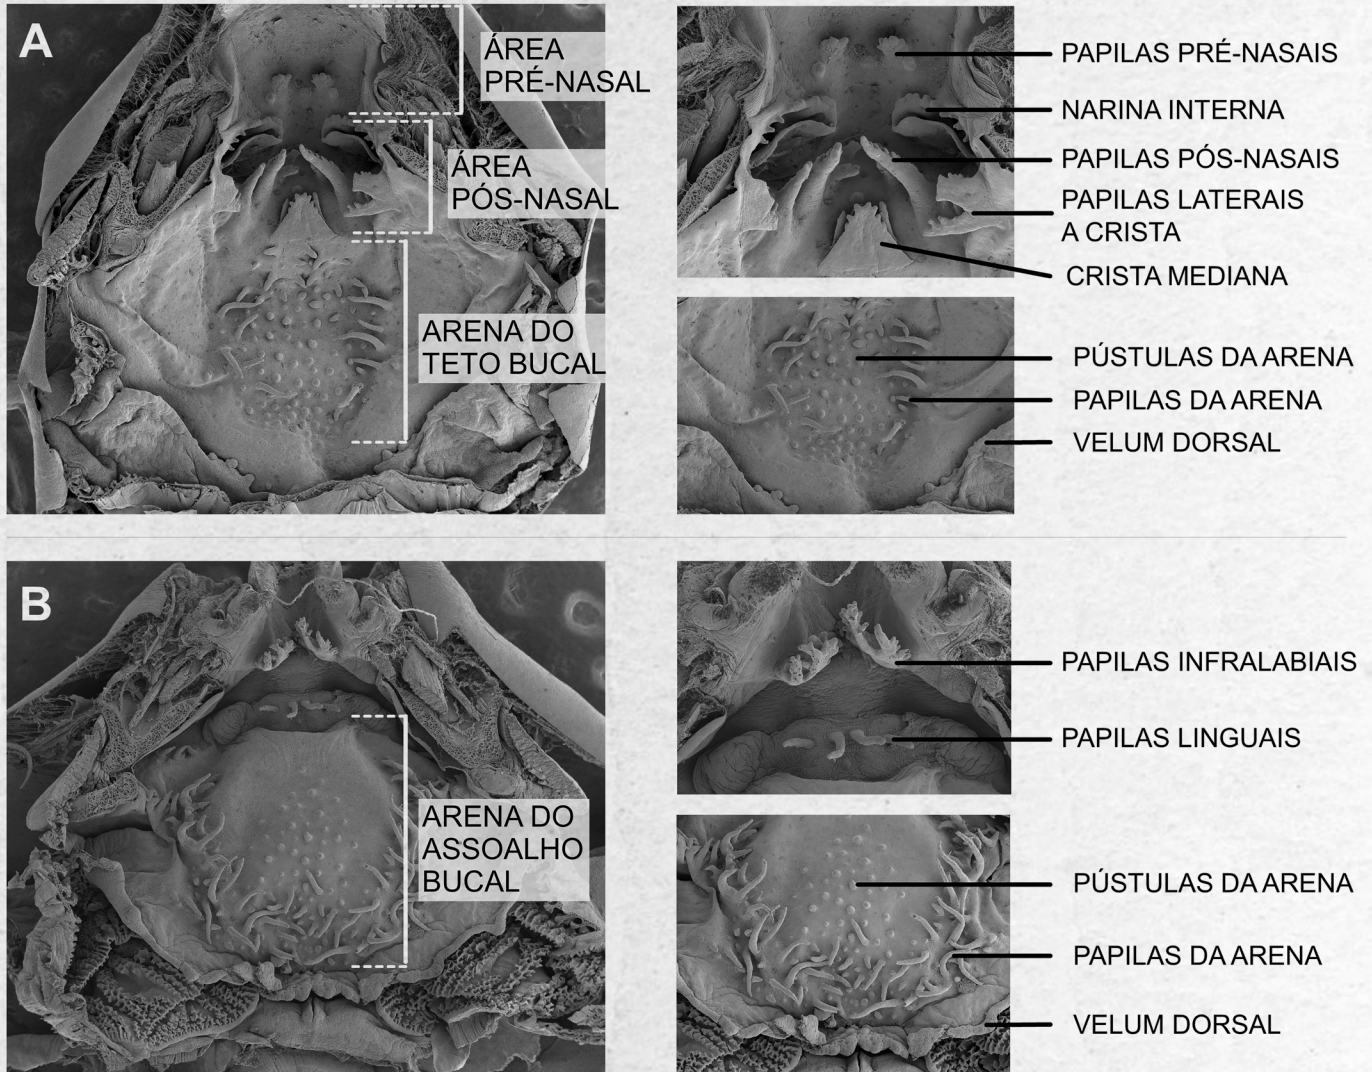 A
ÁREA
PRÉ-NASAL
ÁREA
PÓS-NASAL
ARENA DO
TETO BUCAL
PAPILAS PRÉ-NASAIS
NARINA INTERNA
PAPILAS PÓS-NASAIS
PAPILAS LATERAIS
A CRISTA
CRISTA MEDIANA
PÚSTULAS DA ARENA
PAPILAS DA ARENA
VELUM DORSAL
B
ARENA DO
ASSOALHO
BUCAL
PAPILAS INFRALABIAIS
PAPILAS LINGUAIS
PÚSTULAS DA ARENA
PAPILAS DA ARENA
VELUM DORSAL